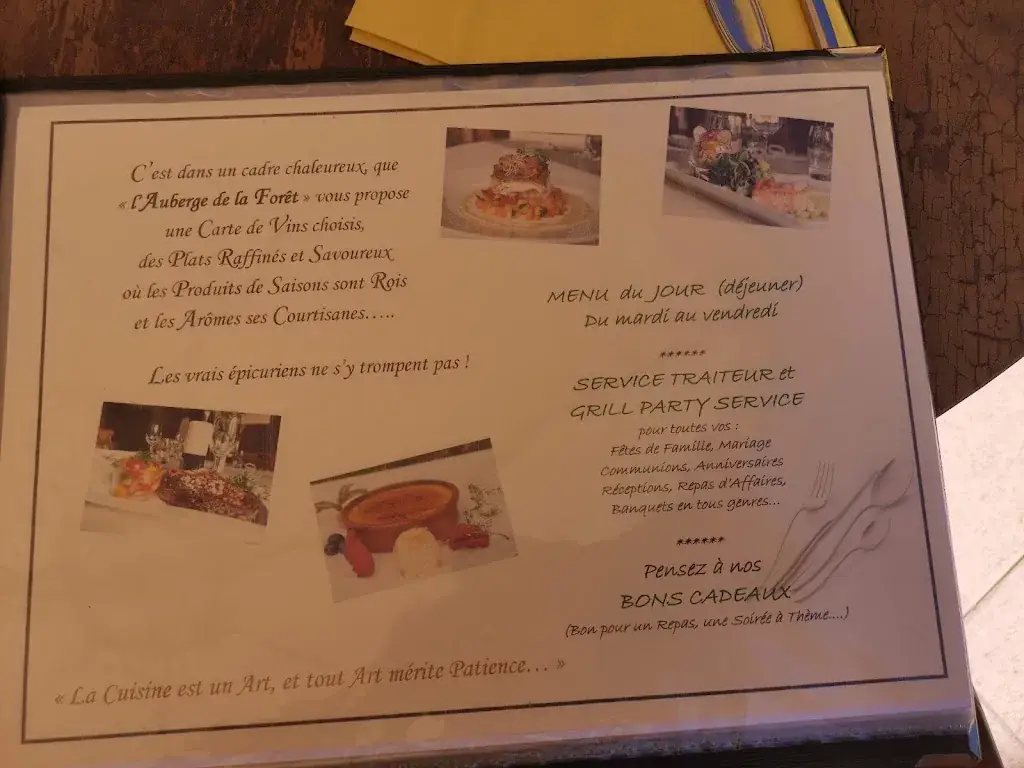 C'est dans un cadre chaleureux, que
« l'Auberge de la Forêt » vous propose
une Carte de Vins choisis,
des Plats Raffinés et Savoureux
où les Produits de Saisons sont Rois
et les Arômes ses Courtisanes.....
Les vrais épicuriens ne s'y trompent pas !
« La Cuisine est un Art, et tout Art mérite Patience... »
MENU du JOUR (déjeuner)
Du mardi au vendredi
******
SERVICE TRAITEUR et
GRILL PARTY SERVICE
pour toutes vos :
Fêtes de Famille, Mariage
Communions, Anniversaires
Réceptions, Repas d'Affaires,
Banquets en tous genres...
******
Pensez à nos
BONS CADEAUX
(Bon pour un Repas, une Soirée à Thème....)